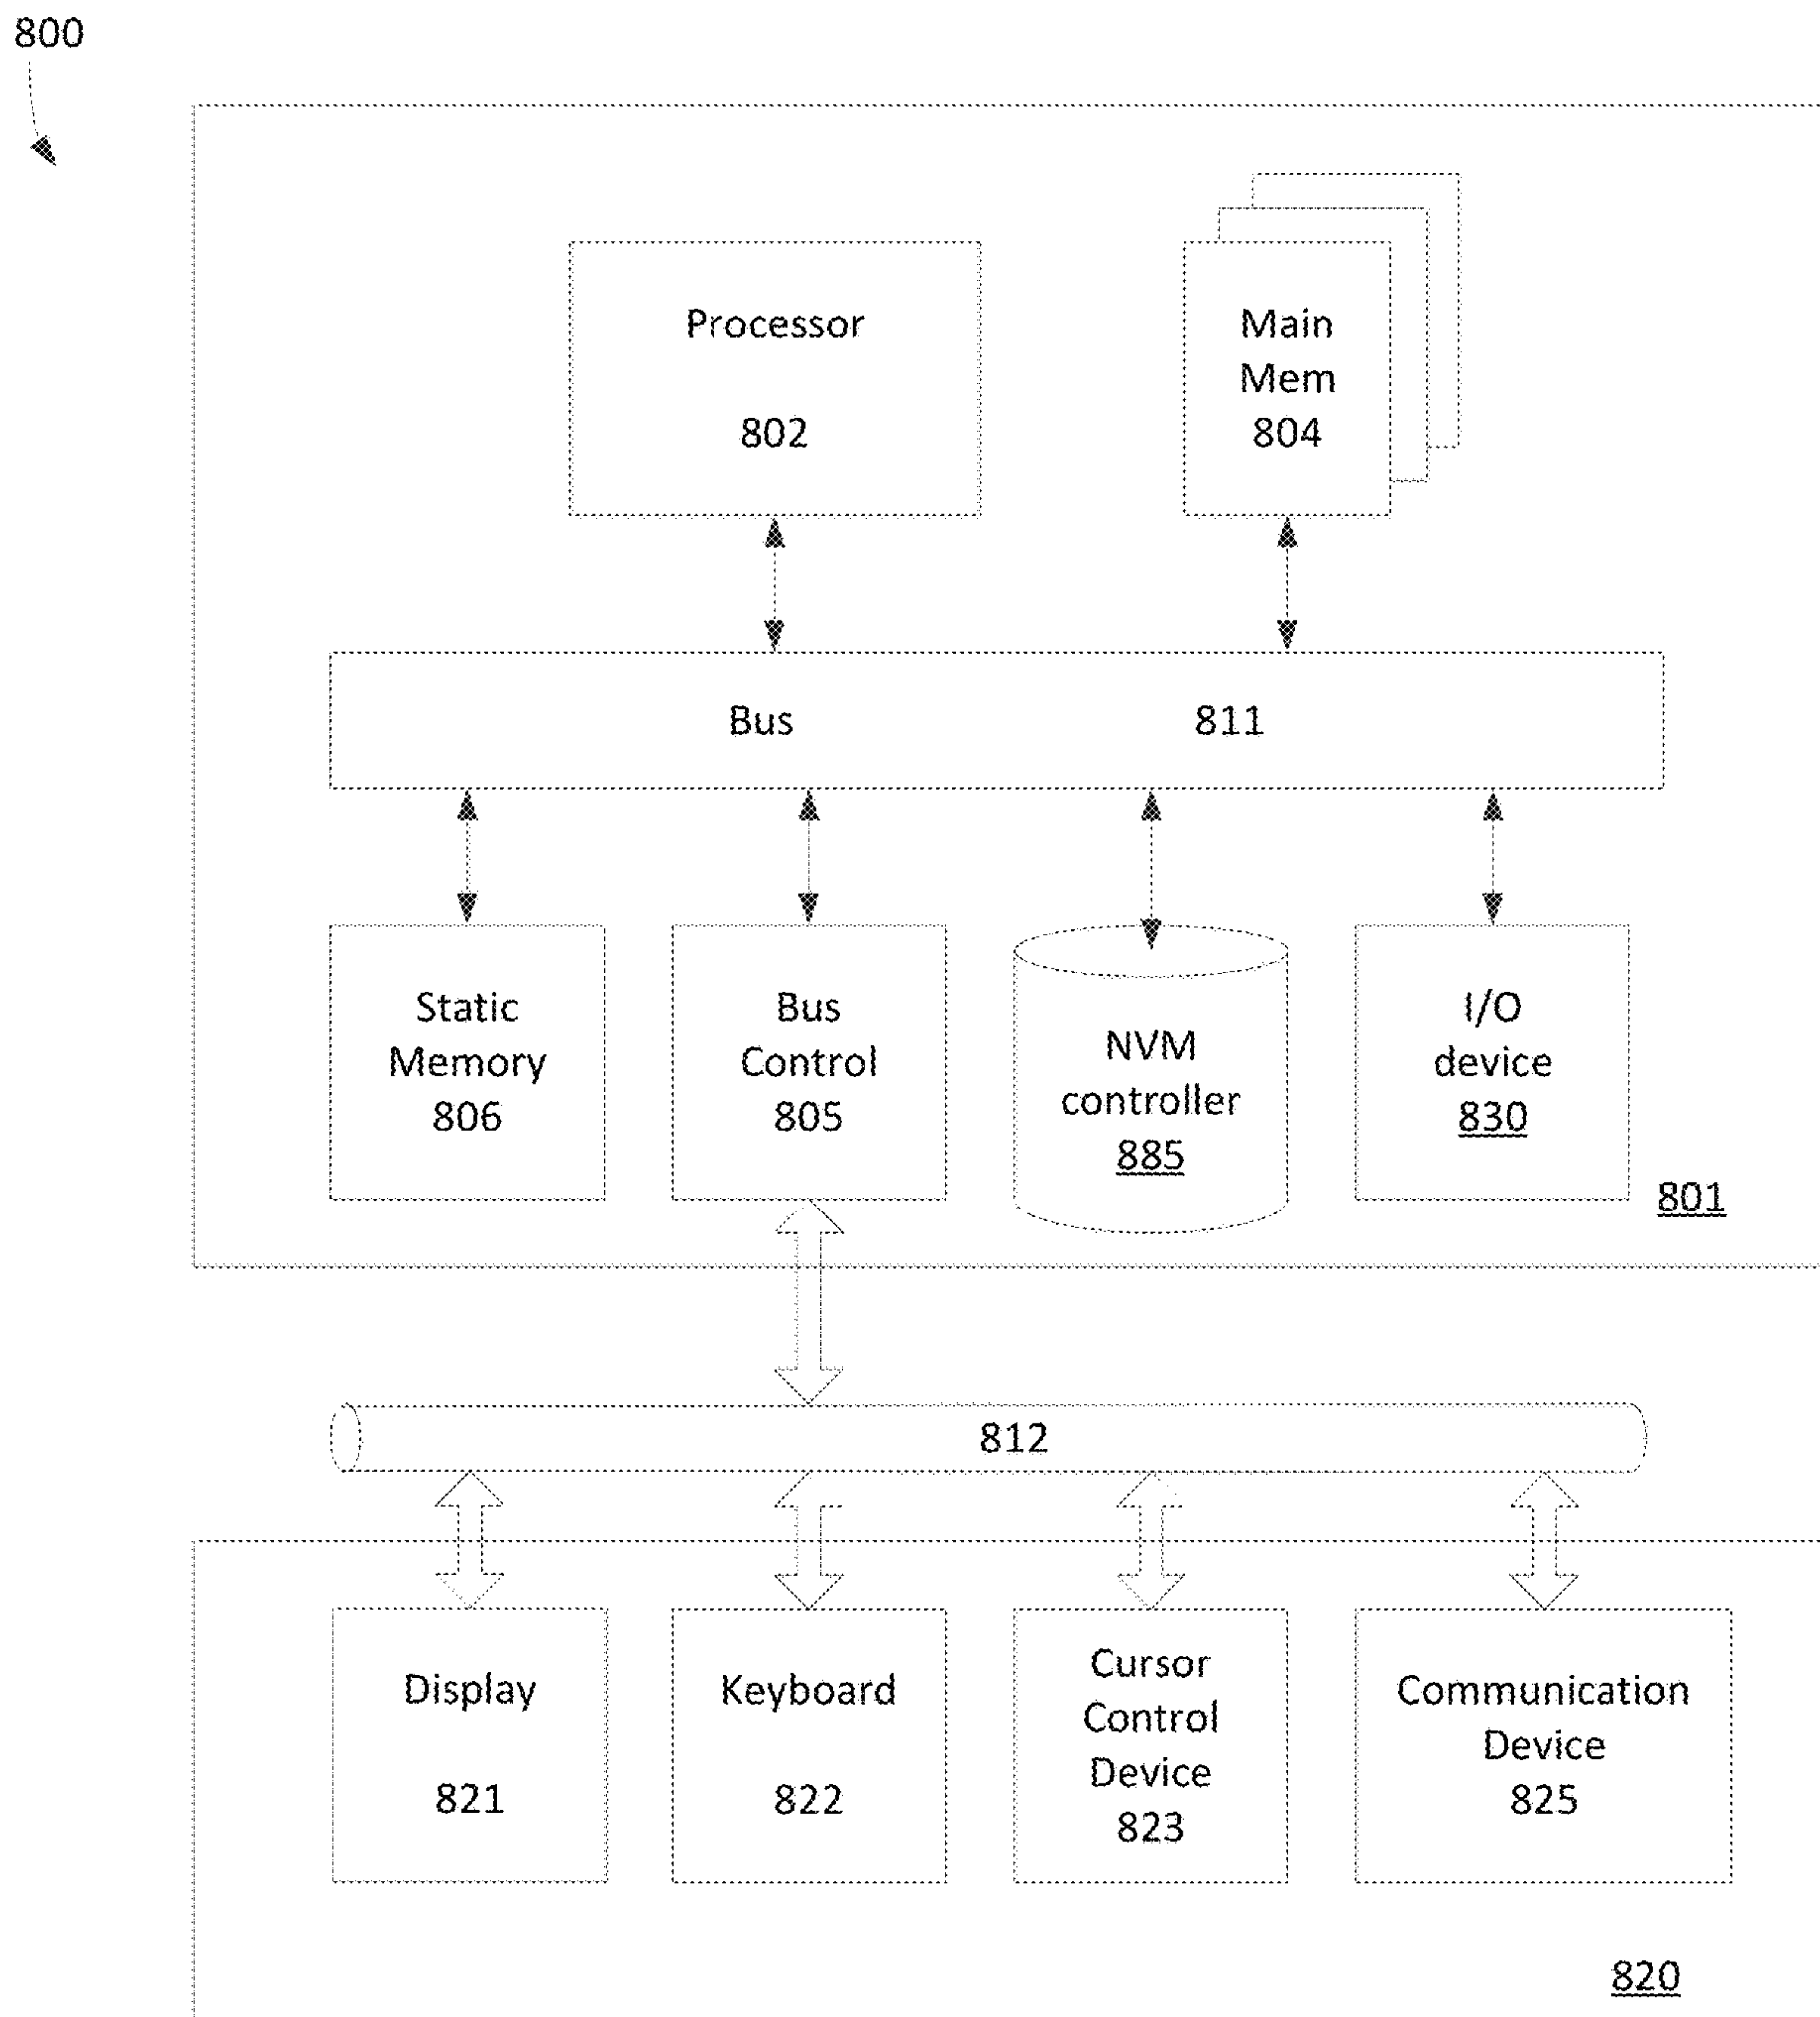 800
Processor
802
Main
Mem
804
Bus 811
Static
Memory
806
Bus
Control
805
NVM
controller
885
I/O
device
830
801
812
Display
821
Keyboard
822
Cursor
Control
Device
823
Communication
Device
825
820